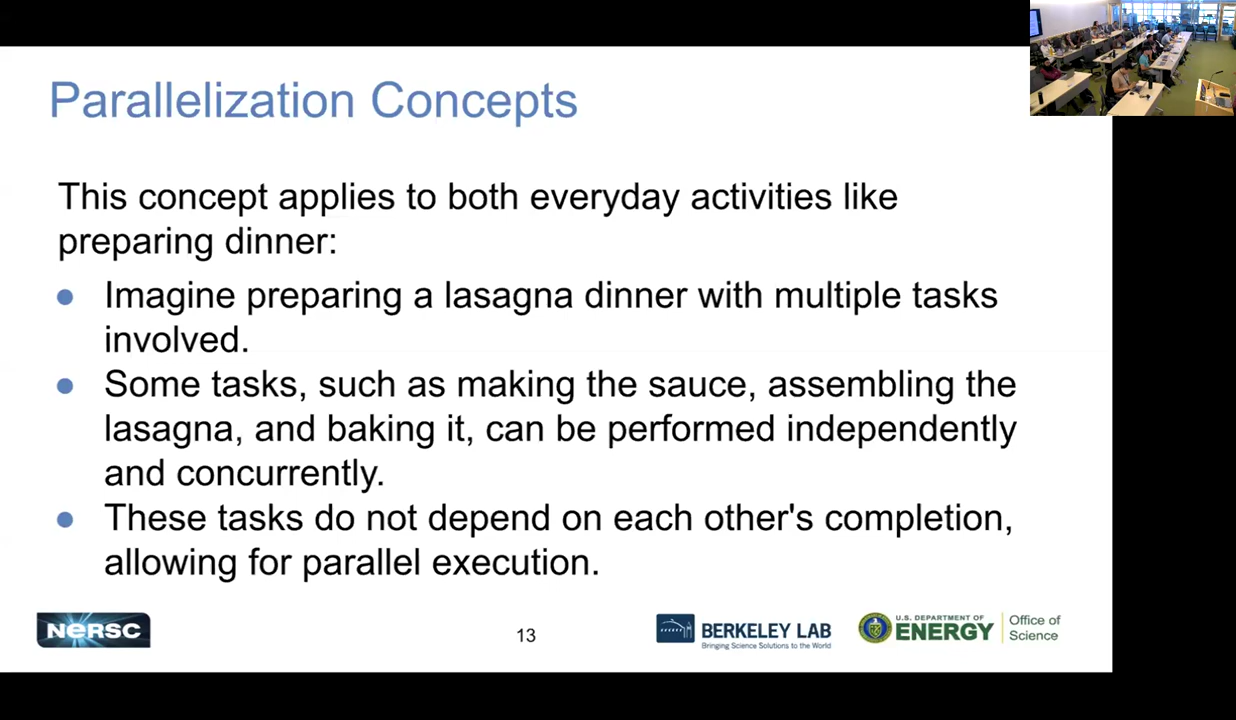 Parallelization Concepts
This concept applies to both everyday activities like
preparing dinner:
● Imagine preparing a lasagna dinner with multiple tasks
involved.
● Some tasks, such as making the sauce, assembling the
lasagna, and baking it, can be performed independently
and concurrently.
● These tasks do not depend on each other's completion,
allowing for parallel execution.
NERSC
13
BERKELEY LAB
Bringing Science Solutions to the World
U.S. DEPARTMENT OF
ENERGY
Office of
Science